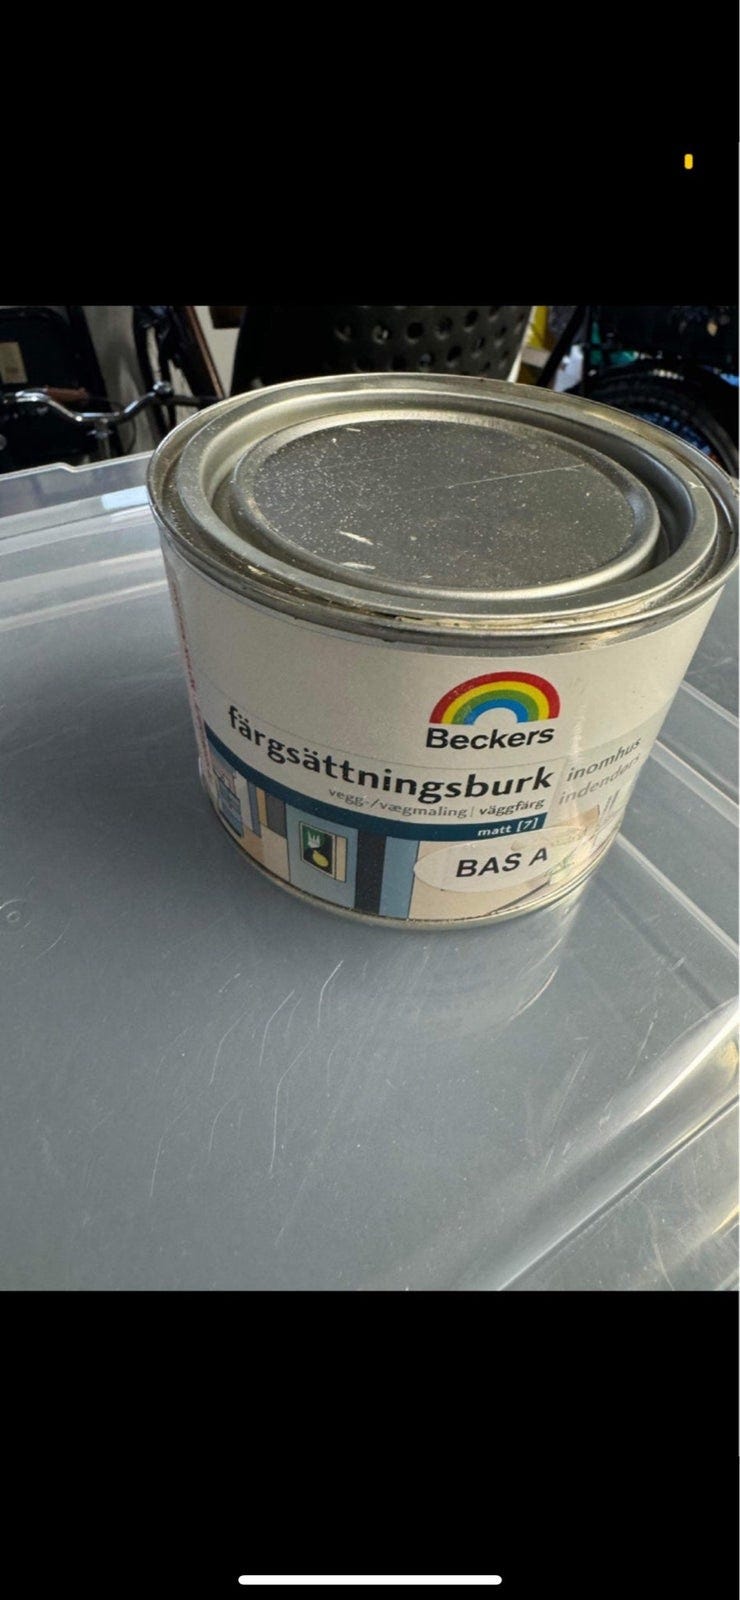 Beckers
färgsättningsburk
inomhus
indendørs
vegg-/vægmaling | väggfärg
matt [7]
BAS A